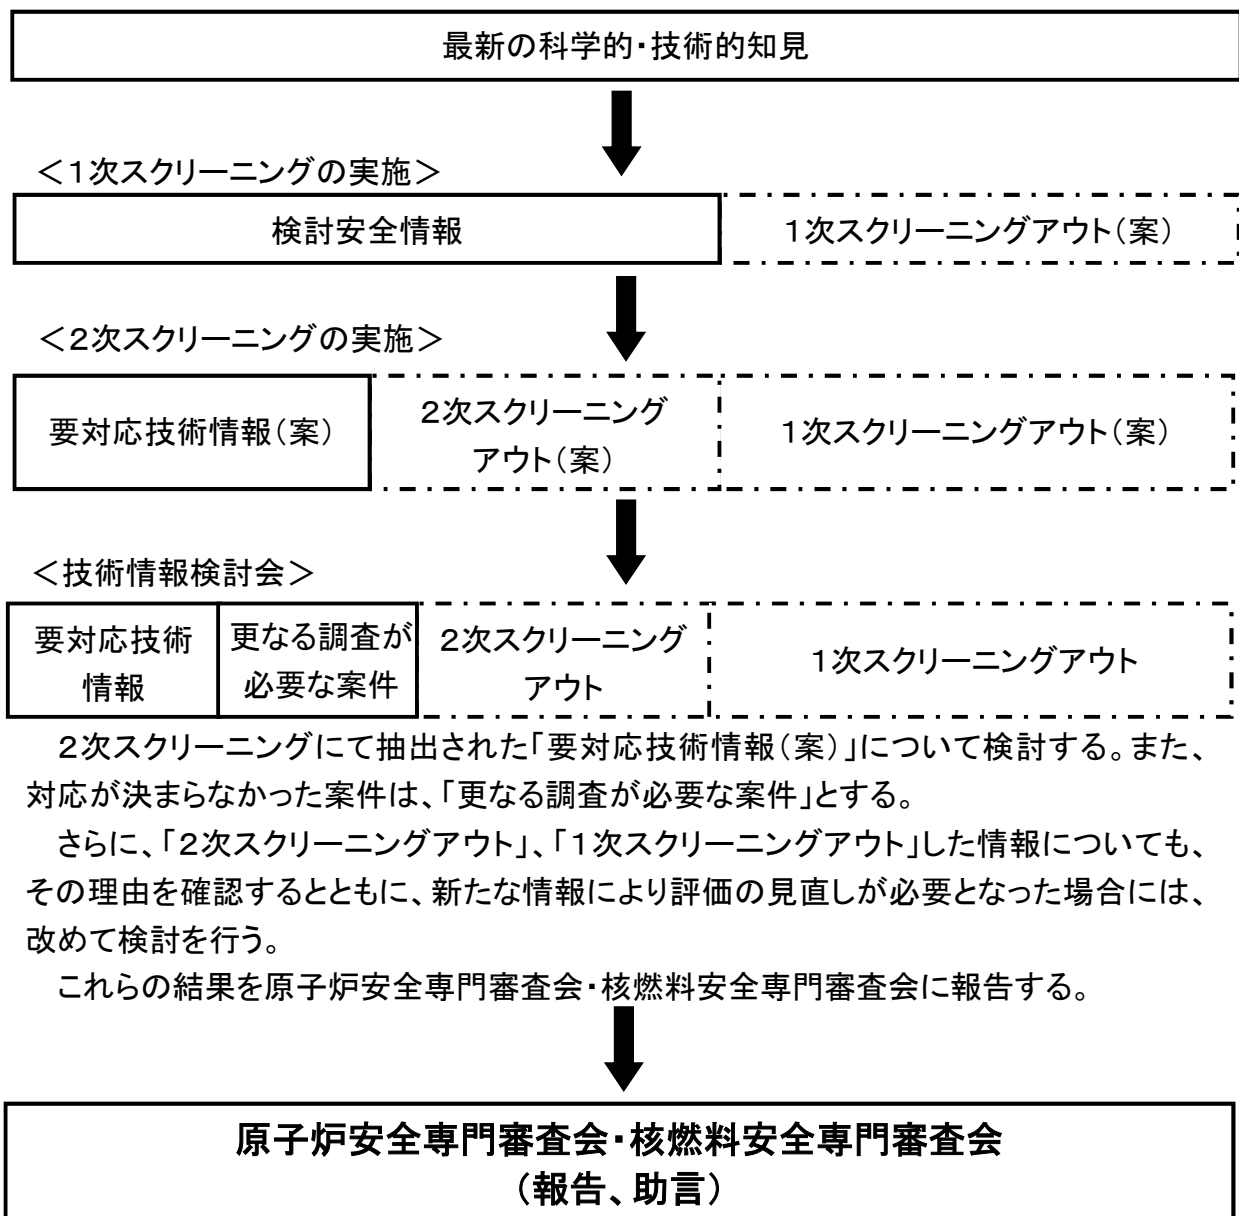 最新の科学的・技術的知見
＜1次スクリーニングの実施＞
検討安全情報
1次スクリーニングアウト（案）
＜2次スクリーニングの実施＞
要対応技術情報（案）
2次スクリーニング
アウト（案）
1次スクリーニングアウト（案）
＜技術情報検討会＞
要対応技術
情報
更なる調査が
必要な案件
2次スクリーニング
アウト
1次スクリーニングアウト
2次スクリーニングにて抽出された「要対応技術情報（案）」について検討する。また、
対応が決まらなかった案件は、「更なる調査が必要な案件」とする。
さらに、「2次スクリーニングアウト」、「1次スクリーニングアウト」した情報についても、
その理由を確認するとともに、新たな情報により評価の見直しが必要となった場合には、
改めて検討を行う。
これらの結果を原子炉安全専門審査会・核燃料安全専門審査会に報告する。
原子炉安全専門審査会・核燃料安全専門審査会
（報告、助言）